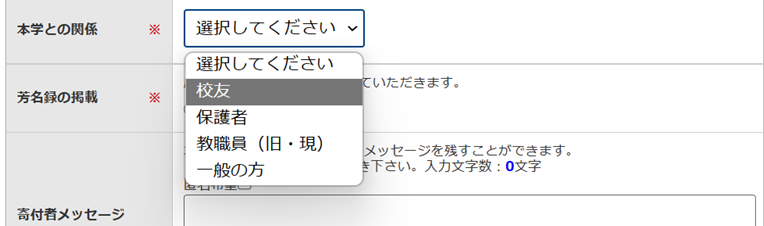 本学との関係 ※
選択してください
選択してください
校友
保護者
教職員（旧・現）
一般の方
芳名録の掲載 ※
ていただきます。
メッセージを残すことができます。
き下さい。入力文字数：0文字
匿名希望
寄付者メッセージ